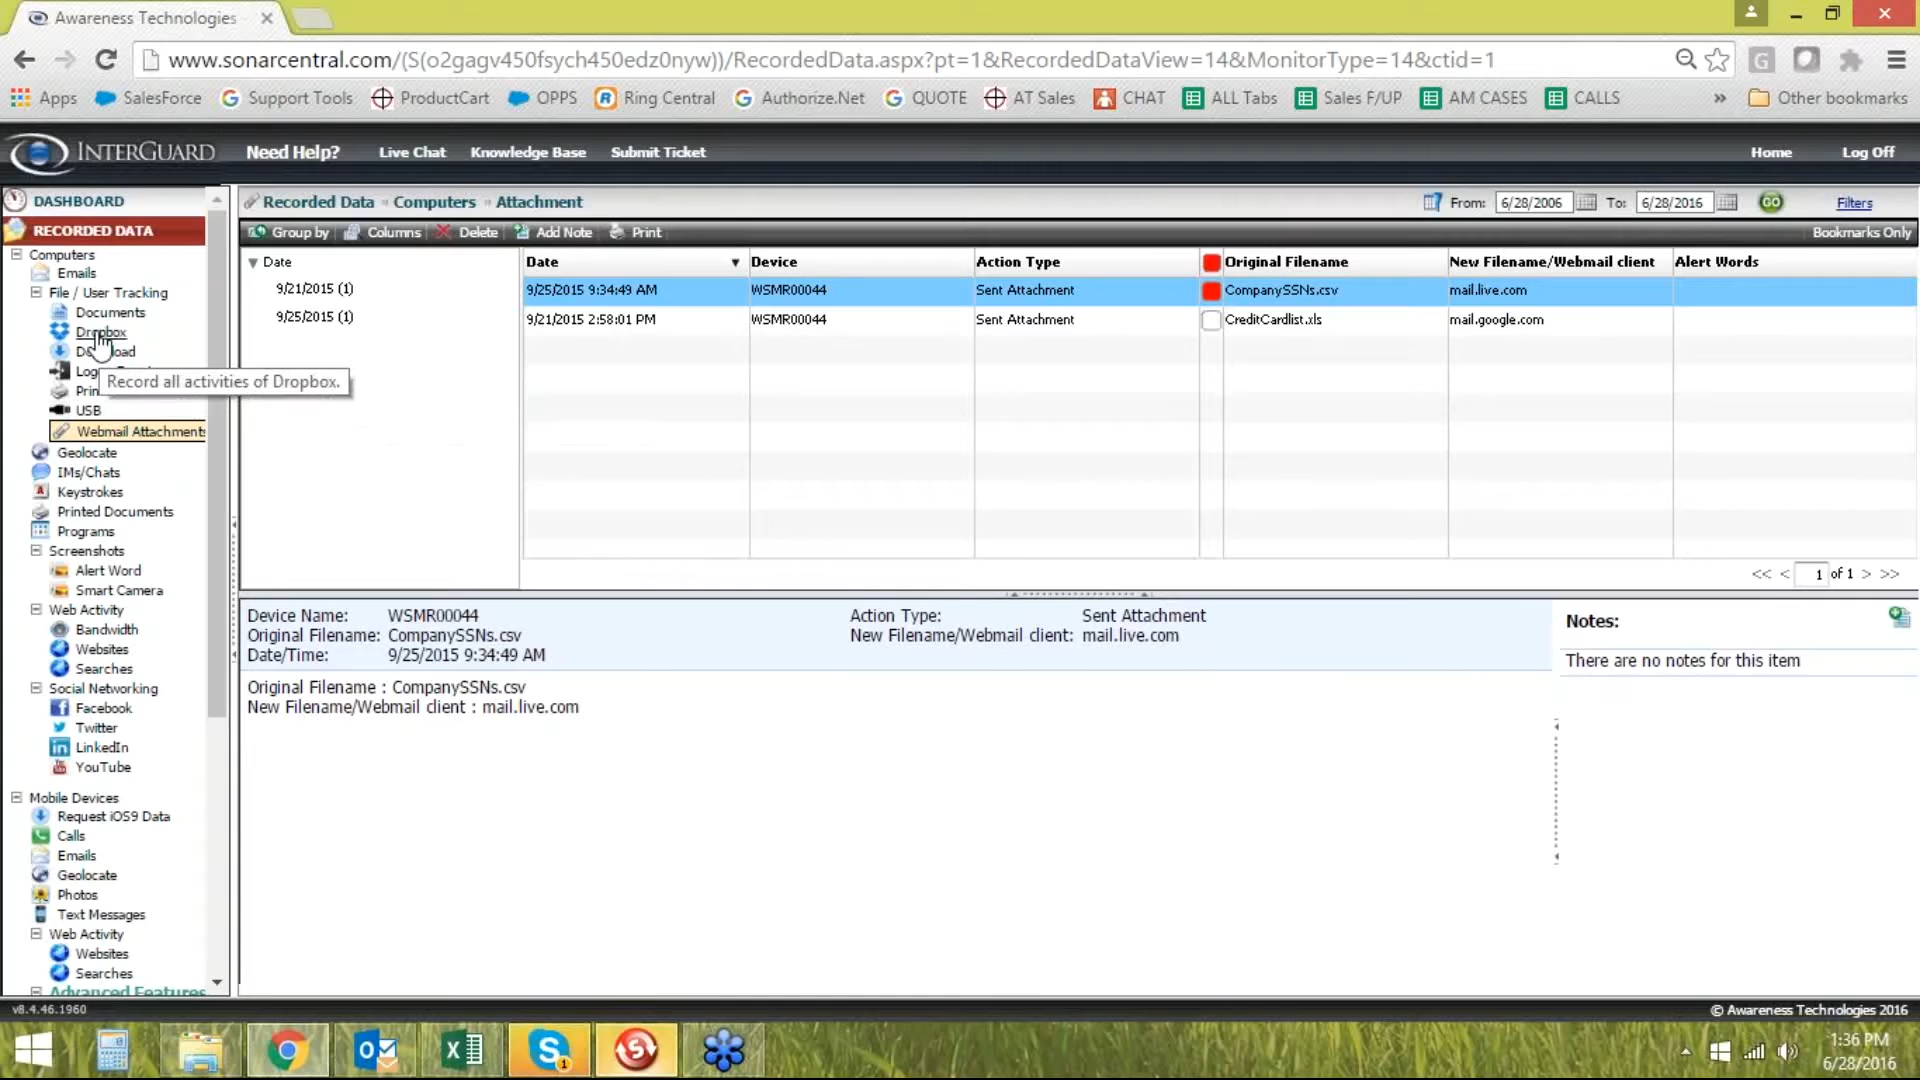 Awareness Technologies
www.sonarcentral.com/(S(o2gagv450fsych450edz0nyw))/RecordedData.aspx?pt=1&RecordedDataView=14&MonitorType=14&ctid=1
Apps SalesForce Support Tools ProductCart OPPS Ring Central Authorize.Net QUOTE AT Sales CHAT ALL Tabs Sales F/UP AM CASES CALLS » Other bookmarks
INTERGUARD Need Help? Live Chat Knowledge Base Submit Ticket Home Log Off
DASHBOARD
RECORDED DATA
Computers
Emails
File / User Tracking
Documents
Dropbox
Record all activities of Dropbox.
USB
Webmail Attachments
Geolocate
IMs/Chats
Keystrokes
Printed Documents
Programs
Screenshots
Alert Word
Smart Camera
Web Activity
Bandwidth
Websites
Searches
Social Networking
Facebook
Twitter
LinkedIn
YouTube
Mobile Devices
Request iOS9 Data
Calls
Emails
Geolocate
Photos
Text Messages
Web Activity
Websites
Searches
Advanced Features
Recorded Data Computers Attachment From: 6/28/2006 To: 6/28/2016 GO Filters
Group by Columns Delete Add Note Print Bookmarks Only
Date
9/21/2015 (1)
9/25/2015 (1)
Date Device Action Type Original Filename New Filename/Webmail client Alert Words
9/25/2015 9:34:49 AM WSMR00044 Sent Attachment CompanySSNs.csv mail.live.com
9/21/2015 2:58:01 PM WSMR00044 Sent Attachment CreditCardlist.xls mail.google.com
<< < 1 of 1 > >>
Device Name: WSMR00044 Action Type: Sent Attachment
Original Filename: CompanySSNs.csv New Filename/Webmail client: mail.live.com
Date/Time: 9/25/2015 9:34:49 AM
Original Filename : CompanySSNs.csv
New Filename/Webmail client : mail.live.com
Notes:
There are no notes for this item
v8.4.46.1960 © Awareness Technologies 2016
1:36 PM
6/28/2016